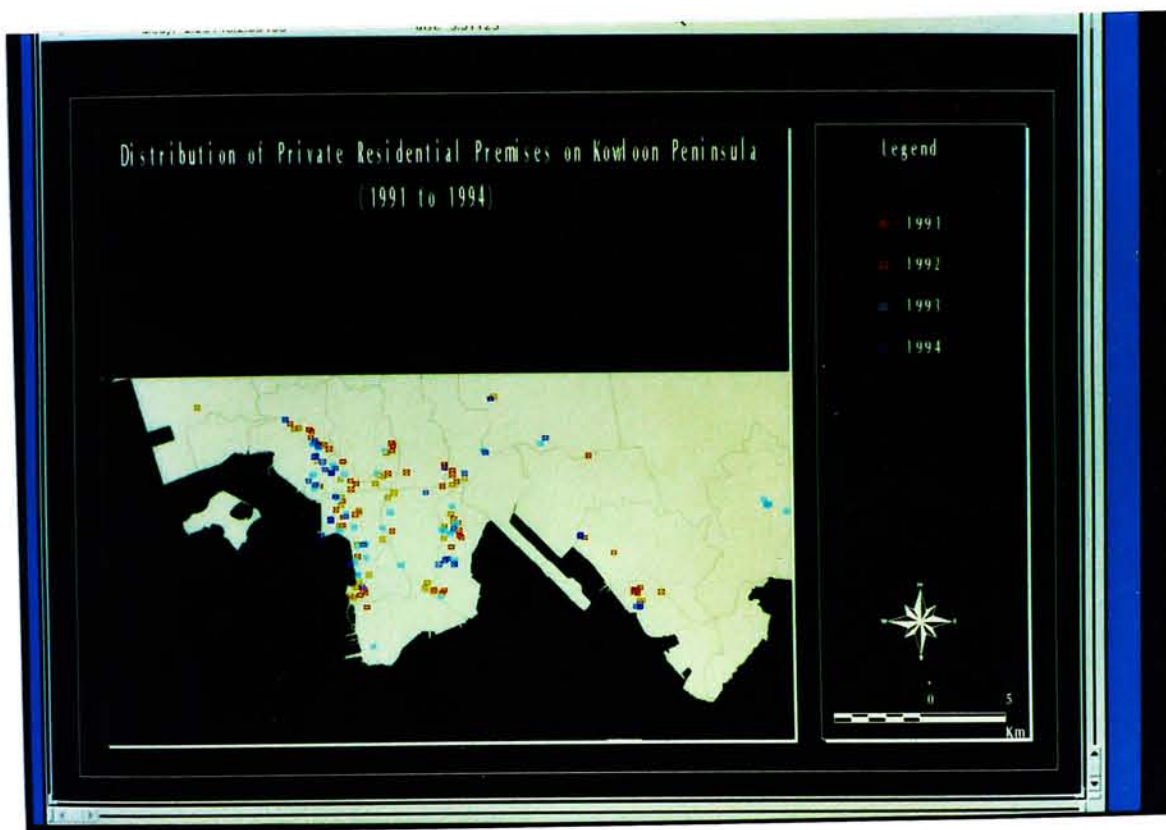 Distribution of Private Residential Premises on Kowloon Peninsula
(1991 to 1994)
Legend
1991
1992
1993
1994
0 5
Km